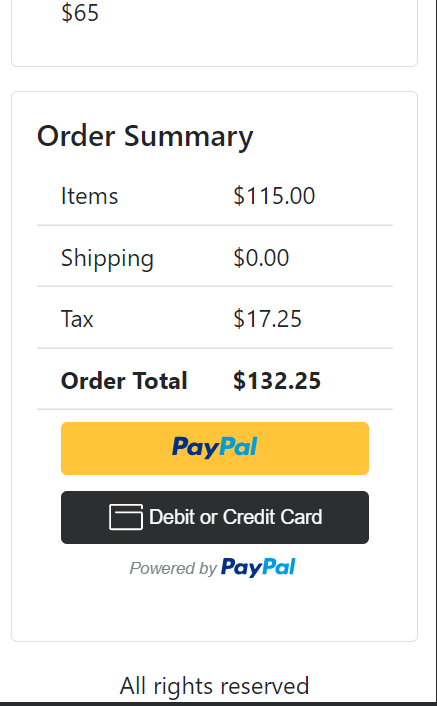 $65
Order Summary
Items $115.00
Shipping $0.00
Tax $17.25
Order Total $132.25
PayPal
Debit or Credit Card
Powered by PayPal
All rights reserved